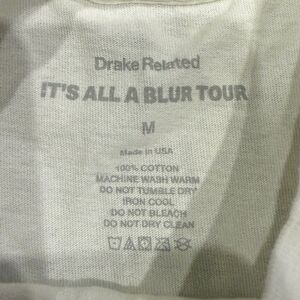 Drake Related
IT'S ALL A BLUR TOUR
M
Made in USA
100% COTTON
MACHINE WASH WARM
DO NOT TUMBLE DRY
IRON COOL
DO NOT BLEACH
DO NOT DRY CLEAN